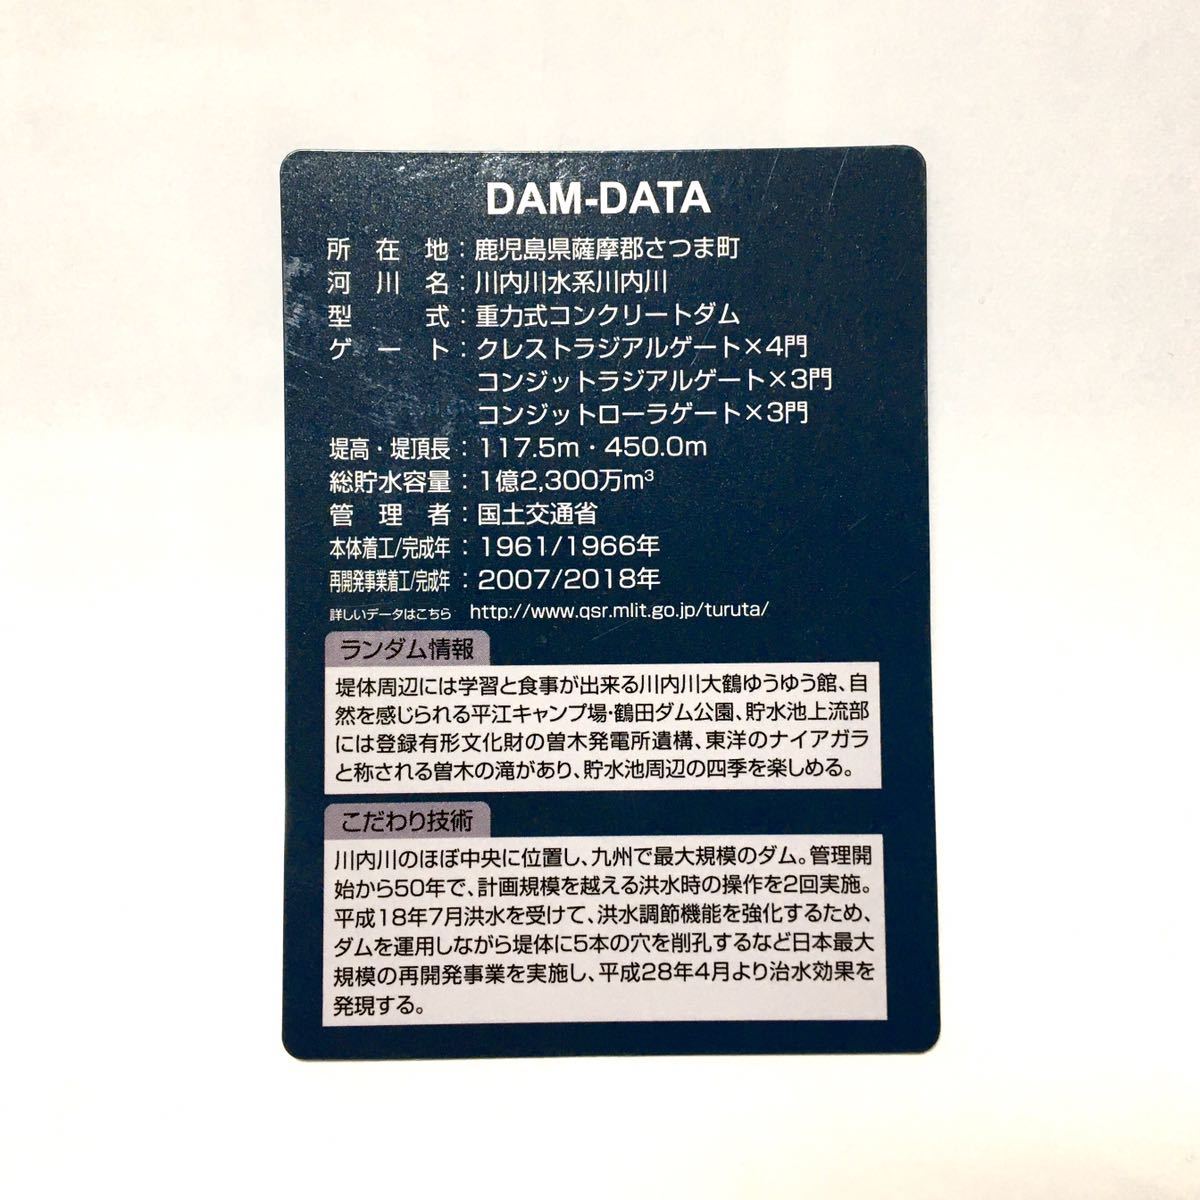 DAM-DATA
所在地：鹿児島県薩摩郡さつま町
河川名：川内川水系川内川
型式：重力式コンクリートダム
ゲート：クレストラジアルゲート×4門
コンジットラジアルゲート×3門
コンジットローラゲート×3門
堤高・堤頂長：117.5m・450.0m
総貯水容量：1億2,300万m³
管理者：国土交通省
本体着工/完成年：1961/1966年
再開発事業着工/完成年：2007/2018年
詳しいデータはこちら http://www.qsr.mlit.go.jp/turuta/
ランダム情報
堤体周辺には学習と食事が出来る川内川大鶴ゆうゆう館、自
然を感じられる平江キャンプ場・鶴田ダム公園、貯水池上流部
には登録有形文化財の曽木発電所遺構、東洋のナイアガラ
と称される曽木の滝があり、貯水池周辺の四季を楽しめる。
こだわり技術
川内川のほぼ中央に位置し、九州で最大規模のダム。管理開
始から50年で、計画規模を越える洪水時の操作を2回実施。
平成18年7月洪水を受けて、洪水調節機能を強化するため、
ダムを運用しながら堤体に5本の穴を削孔するなど日本最大
規模の再開発事業を実施し、平成28年4月より治水効果を
発現する。